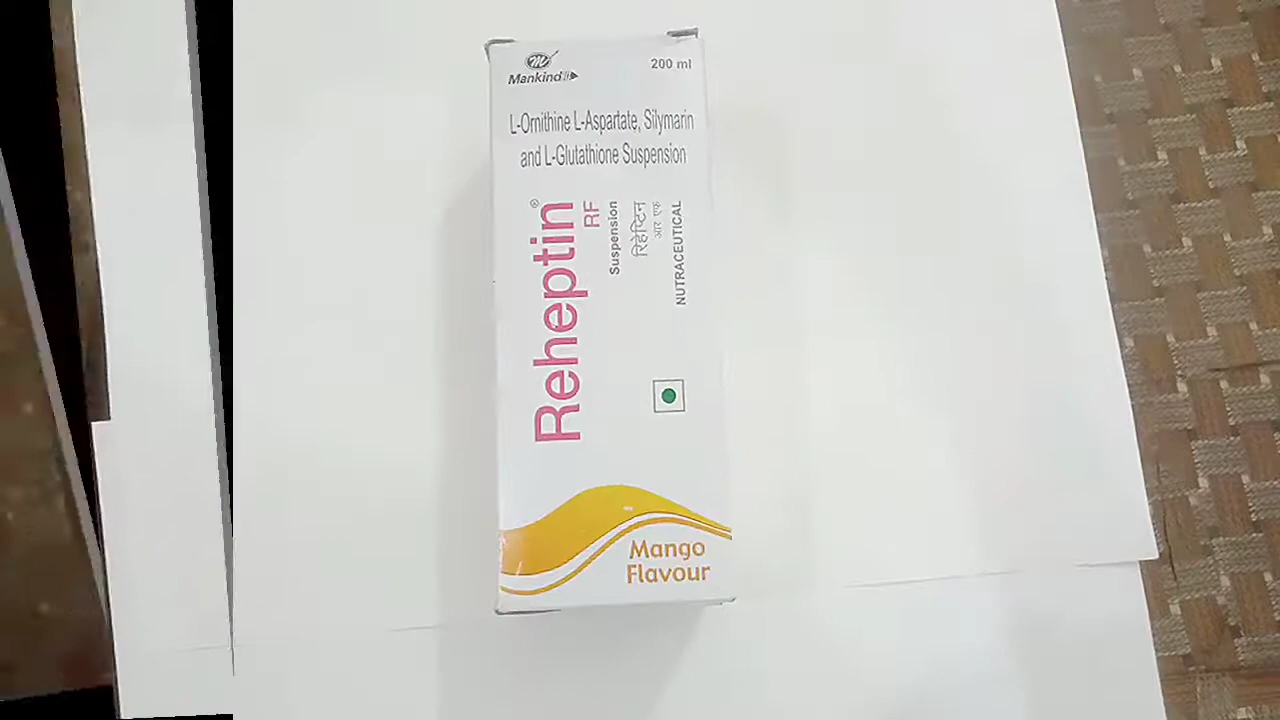 Mankind
200 ml
L-Ornithine L-Aspartate, Silymarin
and L-Glutathione Suspension
Reheptin®
RF
Suspension
रिहेप्टिन
आर एफ
NUTRACEUTICAL
Mango
Flavour